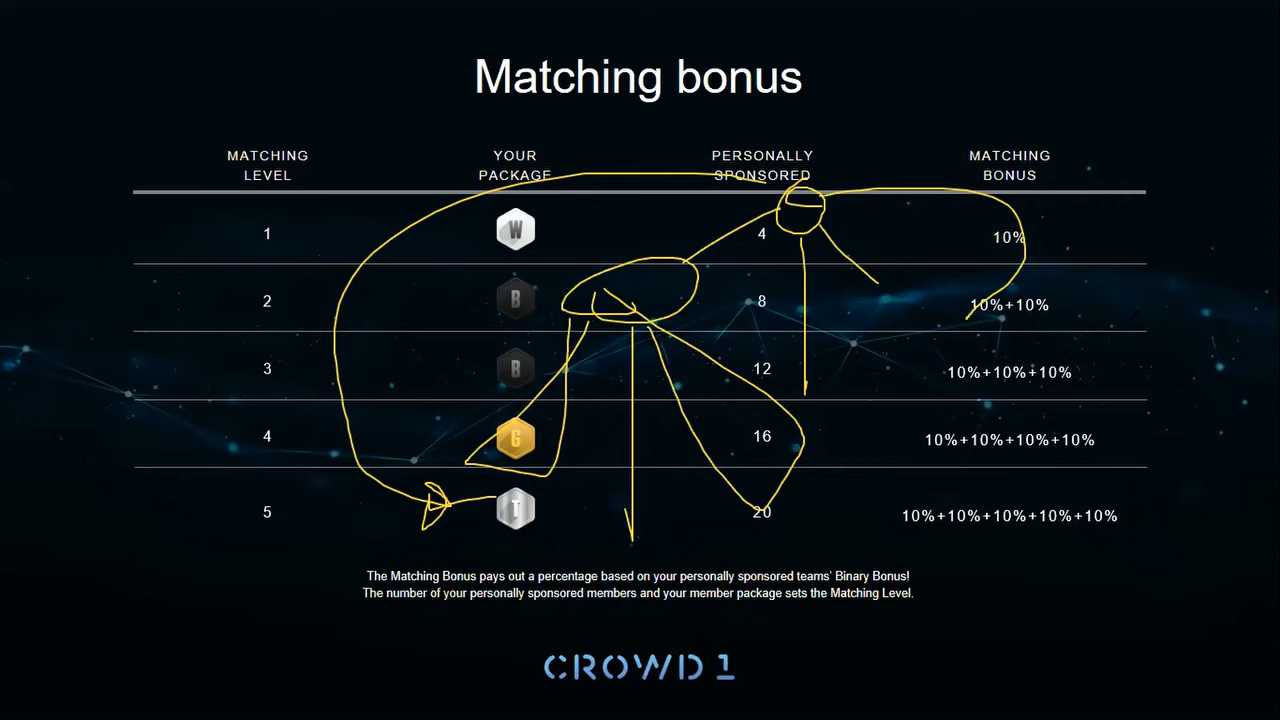 Matching bonus
MATCHING LEVEL
YOUR PACKAGE
PERSONALLY SPONSORED
MATCHING BONUS
1 W 4 10%
2 B 8 10%+10%
3 B 12 10%+10%+10%
4 G 16 10%+10%+10%+10%
5 T 20 10%+10%+10%+10%+10%
The Matching Bonus pays out a percentage based on your personally sponsored teams' Binary Bonus!
The number of your personally sponsored members and your member package sets the Matching Level.
CROWD 1